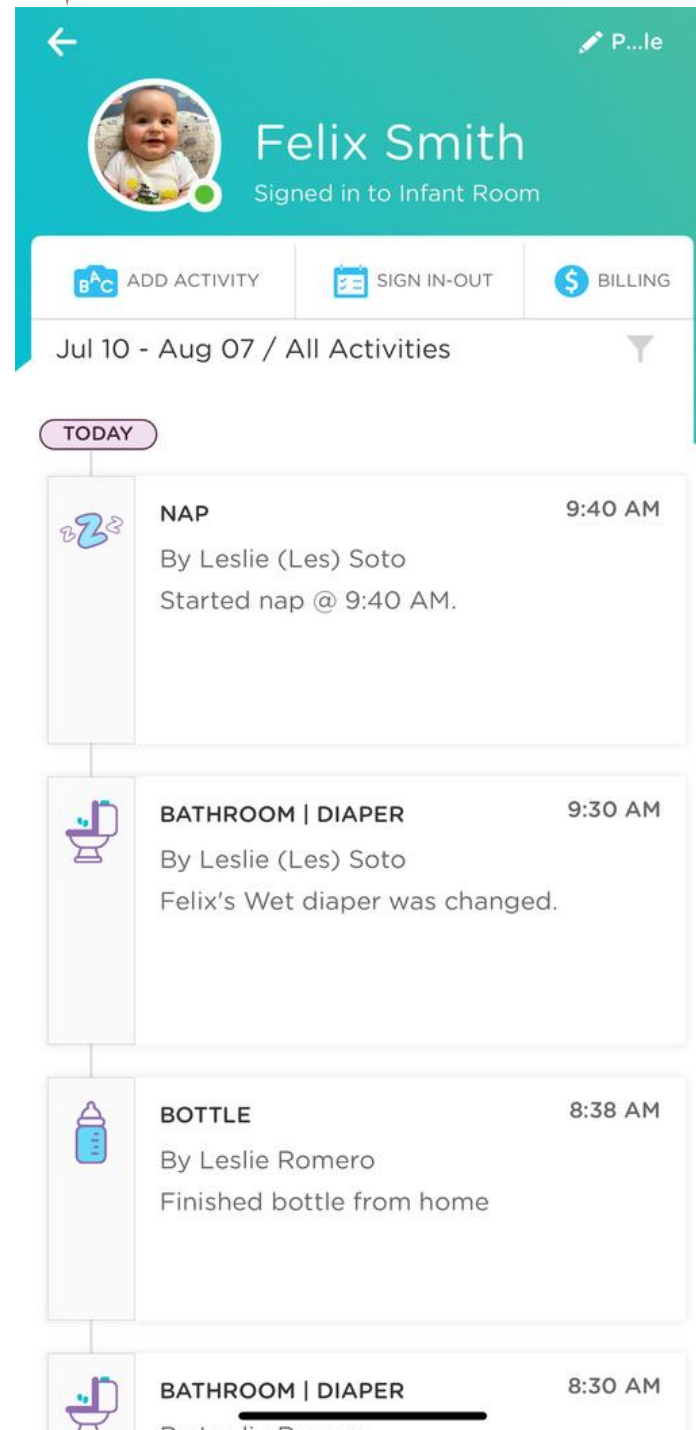 P...le
Felix Smith
Signed in to Infant Room
BAC ADD ACTIVITY SIGN IN-OUT $ BILLING
Jul 10 - Aug 07 / All Activities
TODAY
zZz NAP 9:40 AM
By Leslie (Les) Soto
Started nap @ 9:40 AM.
BATHROOM | DIAPER 9:30 AM
By Leslie (Les) Soto
Felix's Wet diaper was changed.
BOTTLE 8:38 AM
By Leslie Romero
Finished bottle from home
BATHROOM | DIAPER 8:30 AM